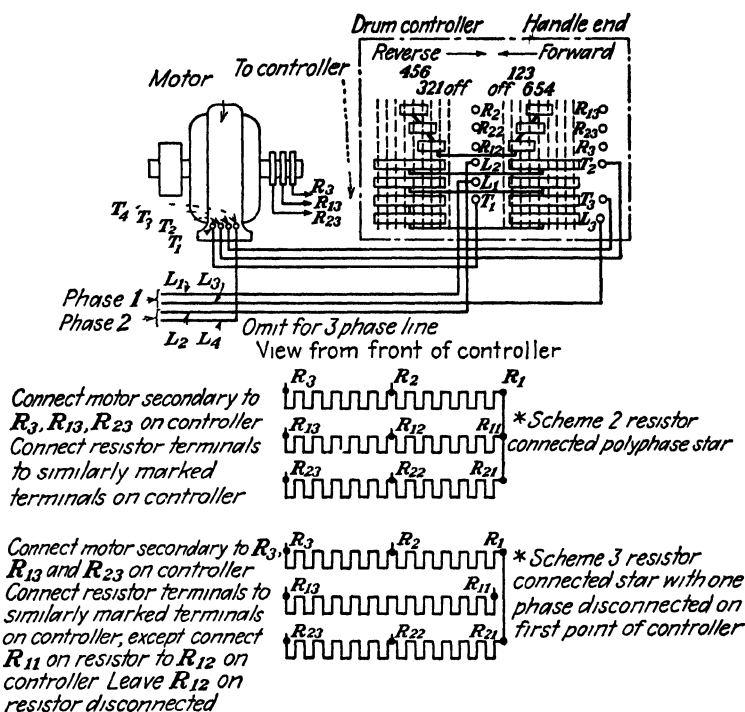 Drum controller Handle end
Reverse → ← Forward
Motor To controller
456 123
321 off off 654
R2 R13
R22 R23
R12 R3
L2 T2
L1
T1 T3
L3
R3
R13
R23
T4 T3 T2 T1
L1 L3
Phase 1
Phase 2
L2 L4 Omit for 3 phase line
View from front of controller
R3 R2 R1
R13 R12 R11
R23 R22 R21
Connect motor secondary to
R3, R13, R23 on controller
Connect resistor terminals
to similarly marked
terminals on controller
*Scheme 2 resistor
connected polyphase star
Connect motor secondary to R3,
R13 and R23 on controller
Connect resistor terminals to
similarly marked terminals
on controller, except connect
R11 on resistor to R12 on
controller Leave R12 on
resistor disconnected
R3 R2 R1
R13 R11
R23 R22 R21
*Scheme 3 resistor
connected star with one
phase disconnected on
first point of controller